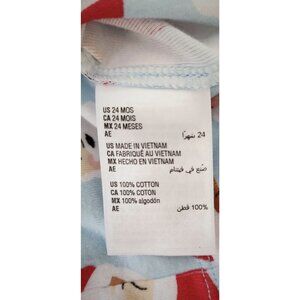 US 24 MOS
CA 24 MOIS
MX 24 MESES
AE 24 شهرًا
US MADE IN VIETNAM
CA FABRIQUÉ AU VIETNAM
MX HECHO EN VIETNAM
AE صنع في فيتنام
US 100% COTTON
CA 100% COTON
MX 100% algodón
AE 100% قطن